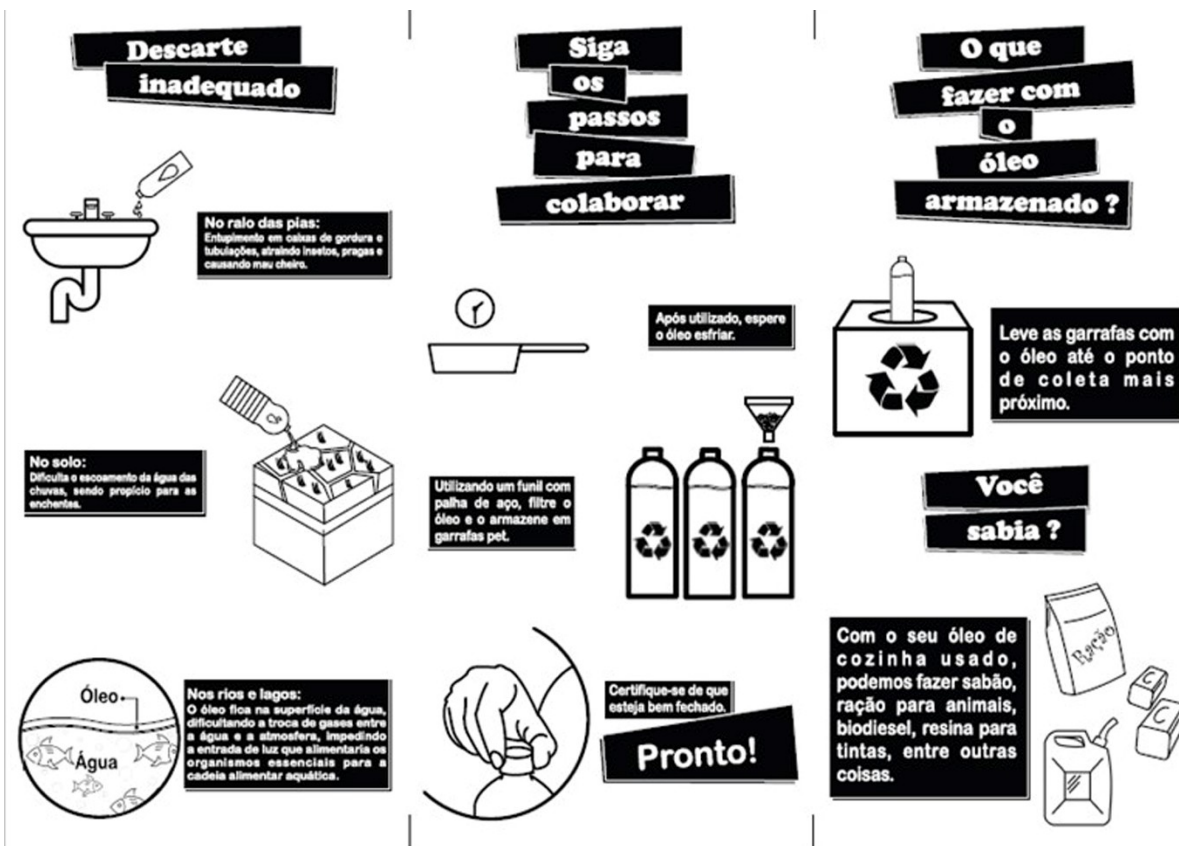 Descarte
inadequado
No ralo das pias:
Entupimento em caixas de gordura e
tubulações, atraindo insetos, pragas e
causando mau cheiro.
No solo:
Dificulta o escoamento da água das
chuvas, sendo propício para as
enchentes.
Óleo
Água
Nos rios e lagos:
O óleo fica na superfície da água,
dificultando a troca de gases entre
a água e a atmosfera, impedindo
a entrada de luz que alimentaria os
organismos essenciais para a
cadeia alimentar aquática.
Siga
os
passos
para
colaborar
Após utilizado, espere
o óleo esfriar.
Utilizando um funil com
palha de aço, filtre o
óleo e o armazene em
garrafas pet.
Certifique-se de que
esteja bem fechado.
Pronto!
O que
fazer com
o
óleo
armazenado ?
Leve as garrafas com
o óleo até o ponto
de coleta mais
próximo.
Você
sabia ?
Com o seu óleo de
cozinha usado,
podemos fazer sabão,
ração para animais,
biodiesel, resina para
tintas, entre outras
coisas.
Ração
C
C